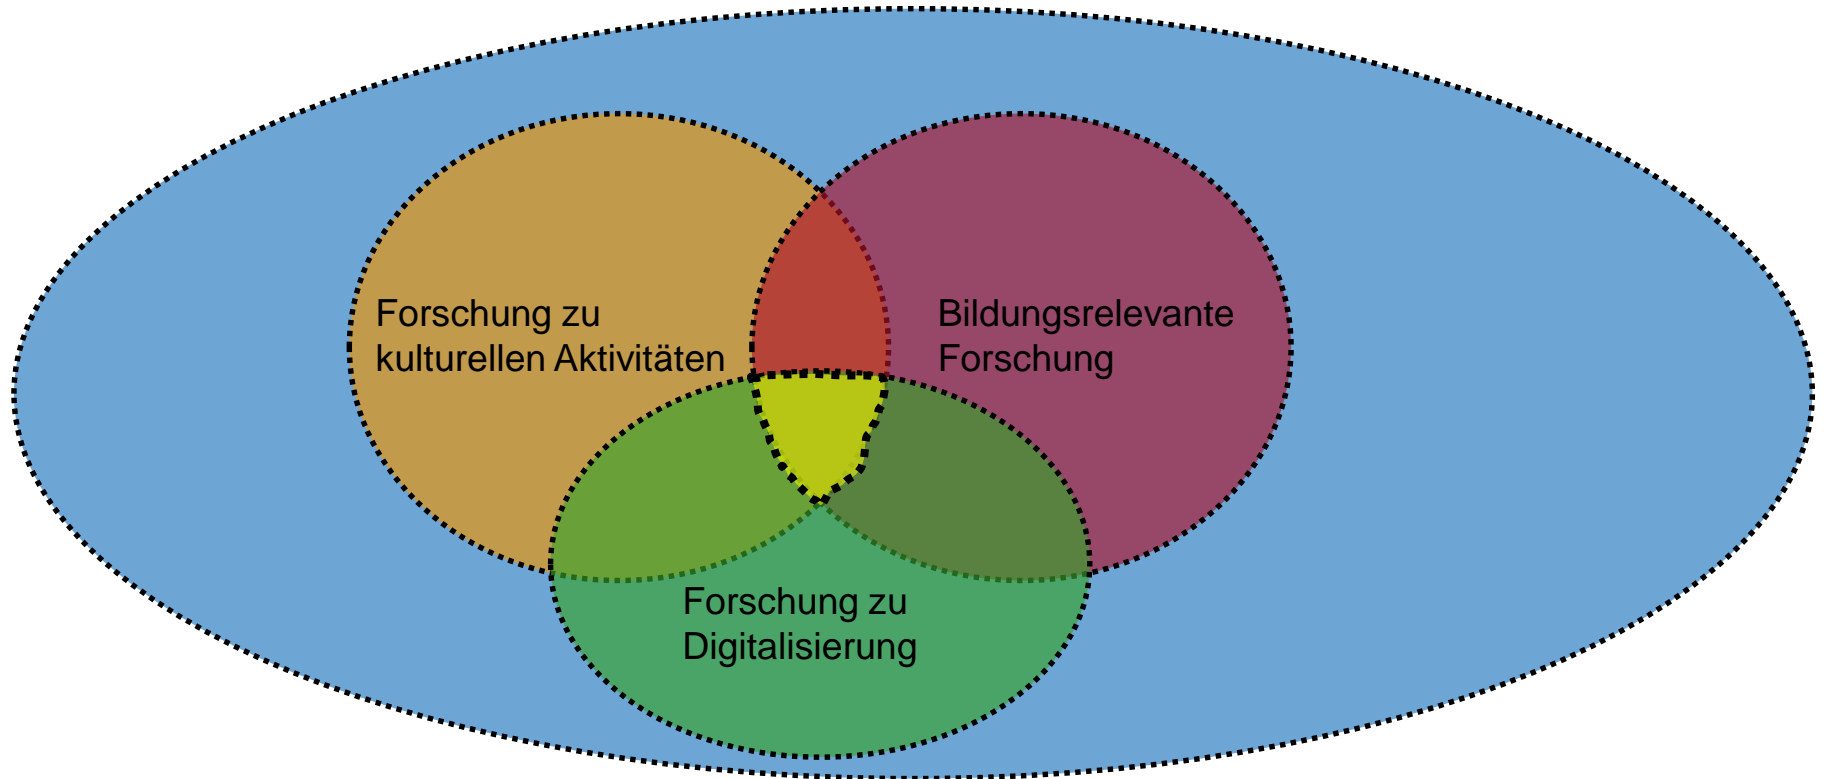 Forschung zu
kulturellen Aktivitäten
Bildungsrelevante
Forschung
Forschung zu
Digitalisierung